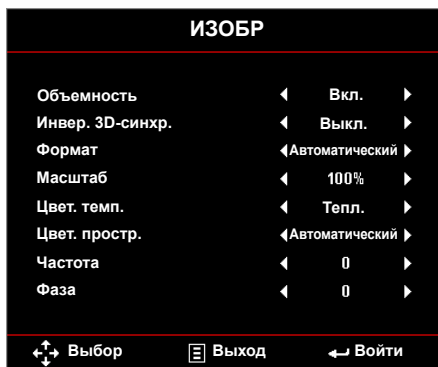 ИЗОБР
Объемность Вкл.
Инвер. 3D-синхр. Выкл.
Формат Автоматический
Масштаб 100%
Цвет. темп. Тепл.
Цвет. простр. Автоматический
Частота 0
Фаза 0
Выбор Выход Войти